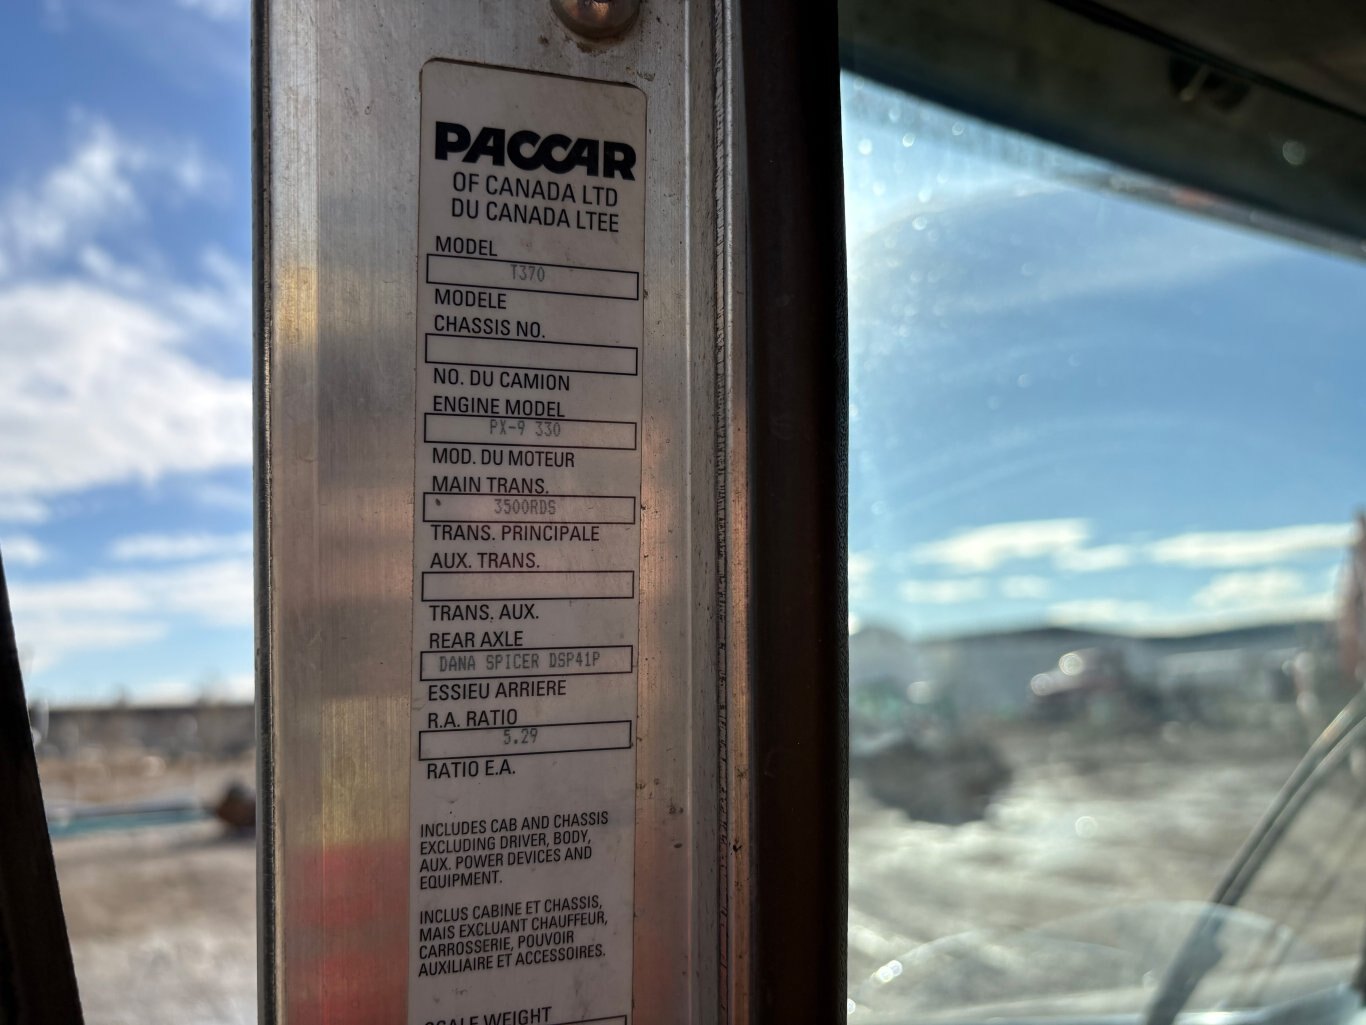 PACCAR
OF CANADA LTD
DU CANADA LTEE
MODEL
T370
MODELE
CHASSIS NO.
NO. DU CAMION
ENGINE MODEL
PX-9 330
MOD. DU MOTEUR
MAIN TRANS.
3500RDS
TRANS. PRINCIPALE
AUX. TRANS.
TRANS. AUX.
REAR AXLE
DANA SPICER DSP41P
ESSIEU ARRIERE
R.A. RATIO
5.29
RATIO E.A.
INCLUDES CAB AND CHASSIS
EXCLUDING DRIVER, BODY,
AUX. POWER DEVICES AND
EQUIPMENT.
INCLUS CABINE ET CHASSIS,
MAIS EXCLUANT CHAUFFEUR,
CARROSSERIE, POUVOIR
AUXILIAIRE ET ACCESSOIRES.
SCALE WEIGHT